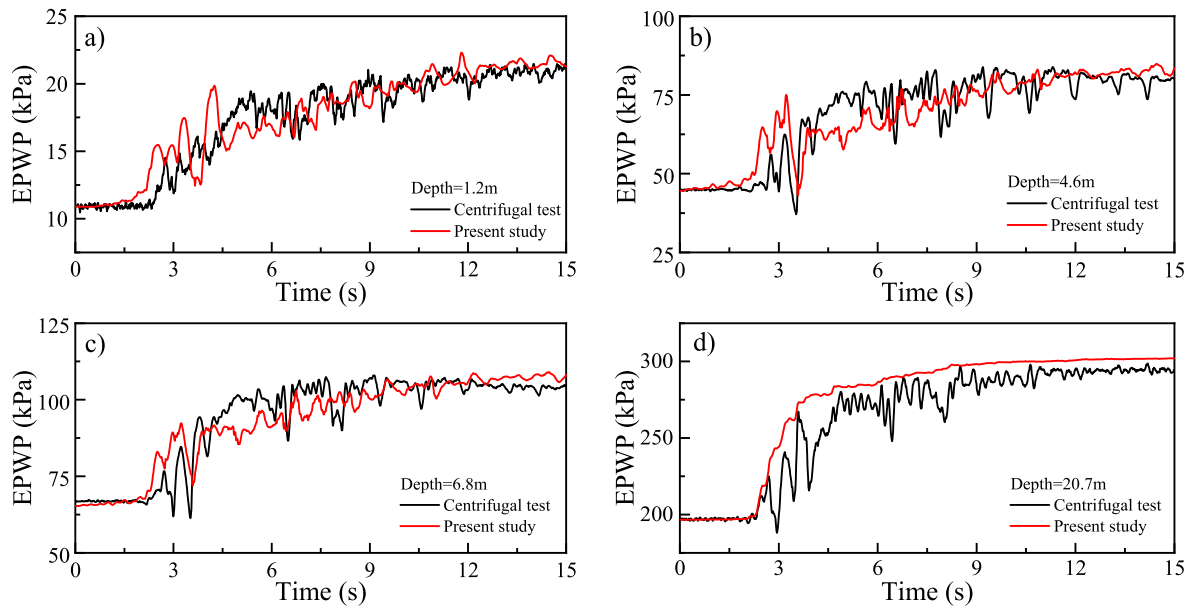 a)
EPWP (kPa)
25
20
15
10
Depth=1.2m
Centrifugal test
Present study
0 3 6 9 12 15
Time (s)
b)
EPWP (kPa)
100
75
50
25
Depth=4.6m
Centrifugal test
Present study
0 3 6 9 12 15
Time (s)
c)
EPWP (kPa)
125
100
75
50
Depth=6.8m
Centrifugal test
Present study
0 3 6 9 12 15
Time (s)
d)
EPWP (kPa)
300
250
200
Depth=20.7m
Centrifugal test
Present study
0 3 6 9 12 15
Time (s)